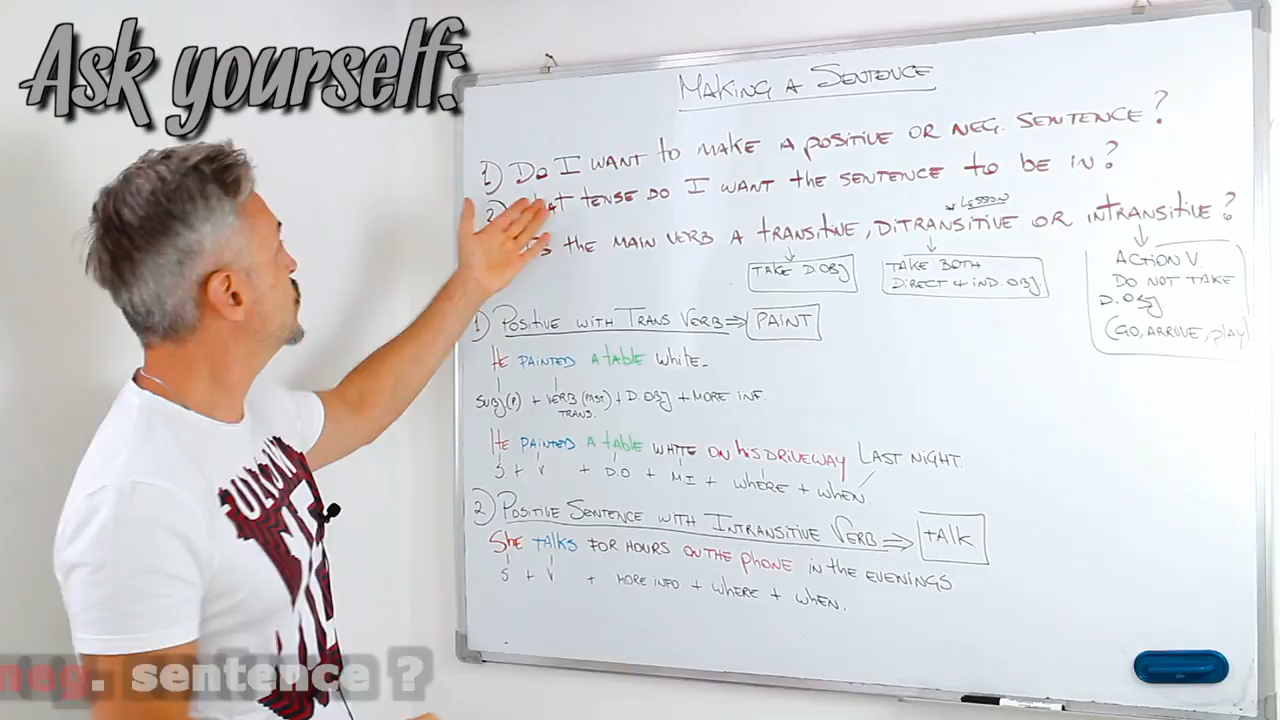 Ask yourself:
MAKING A SENTENCE
1) DO I WANT TO MAKE A POSITIVE OR NEG. SENTENCE?
2) WHAT TENSE DO I WANT THE SENTENCE TO BE IN?
* LESSON
THE MAIN VERB A TRANSITIVE, DITRANSITIVE OR INTRANSITIVE?
TAKE D.OBJ
TAKE BOTH
DIRECT + IND. OBJ
ACTION V.
DO NOT TAKE
D. OBJ
(GO, ARRIVE, PLAY)
1) POSITIVE WITH TRANS VERB => PAINT
HE PAINTED A TABLE WHITE.
SUBJ(P.) + VERB (PAST) + D.OBJ + MORE INF.
TRANS.
HE PAINTED A TABLE WHITE ON HIS DRIVEWAY LAST NIGHT.
S + V + D.O + M.I + WHERE + WHEN
2) POSITIVE SENTENCE WITH INTRANSITIVE VERB => TALK
SHE TALKS FOR HOURS ON THE PHONE IN THE EVENINGS
S + V + MORE INFO + WHERE + WHEN.
neg. sentence ?